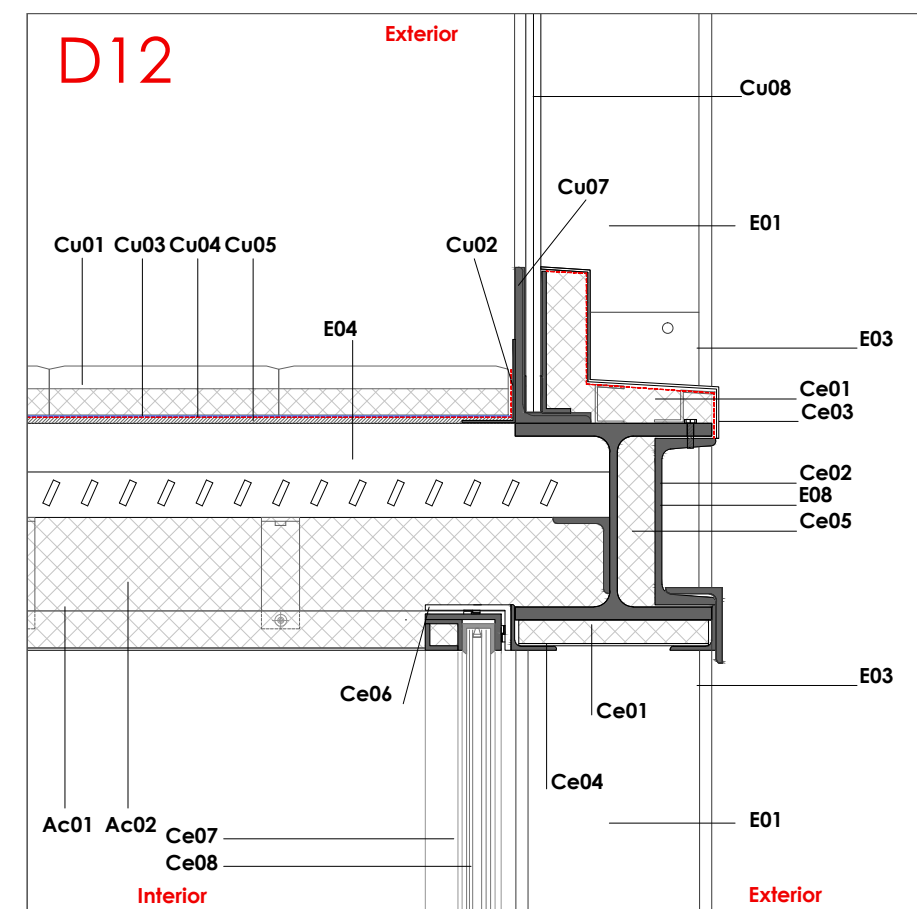 D12
Exterior
Cu08
Cu07
E01
Cu01 Cu03 Cu04 Cu05
Cu02
E04
E03
Ce01
Ce03
Ce02
E08
Ce05
Ce06
E03
Ce01
Ce04
Ac01 Ac02
Ce07
E01
Ce08
Interior
Exterior